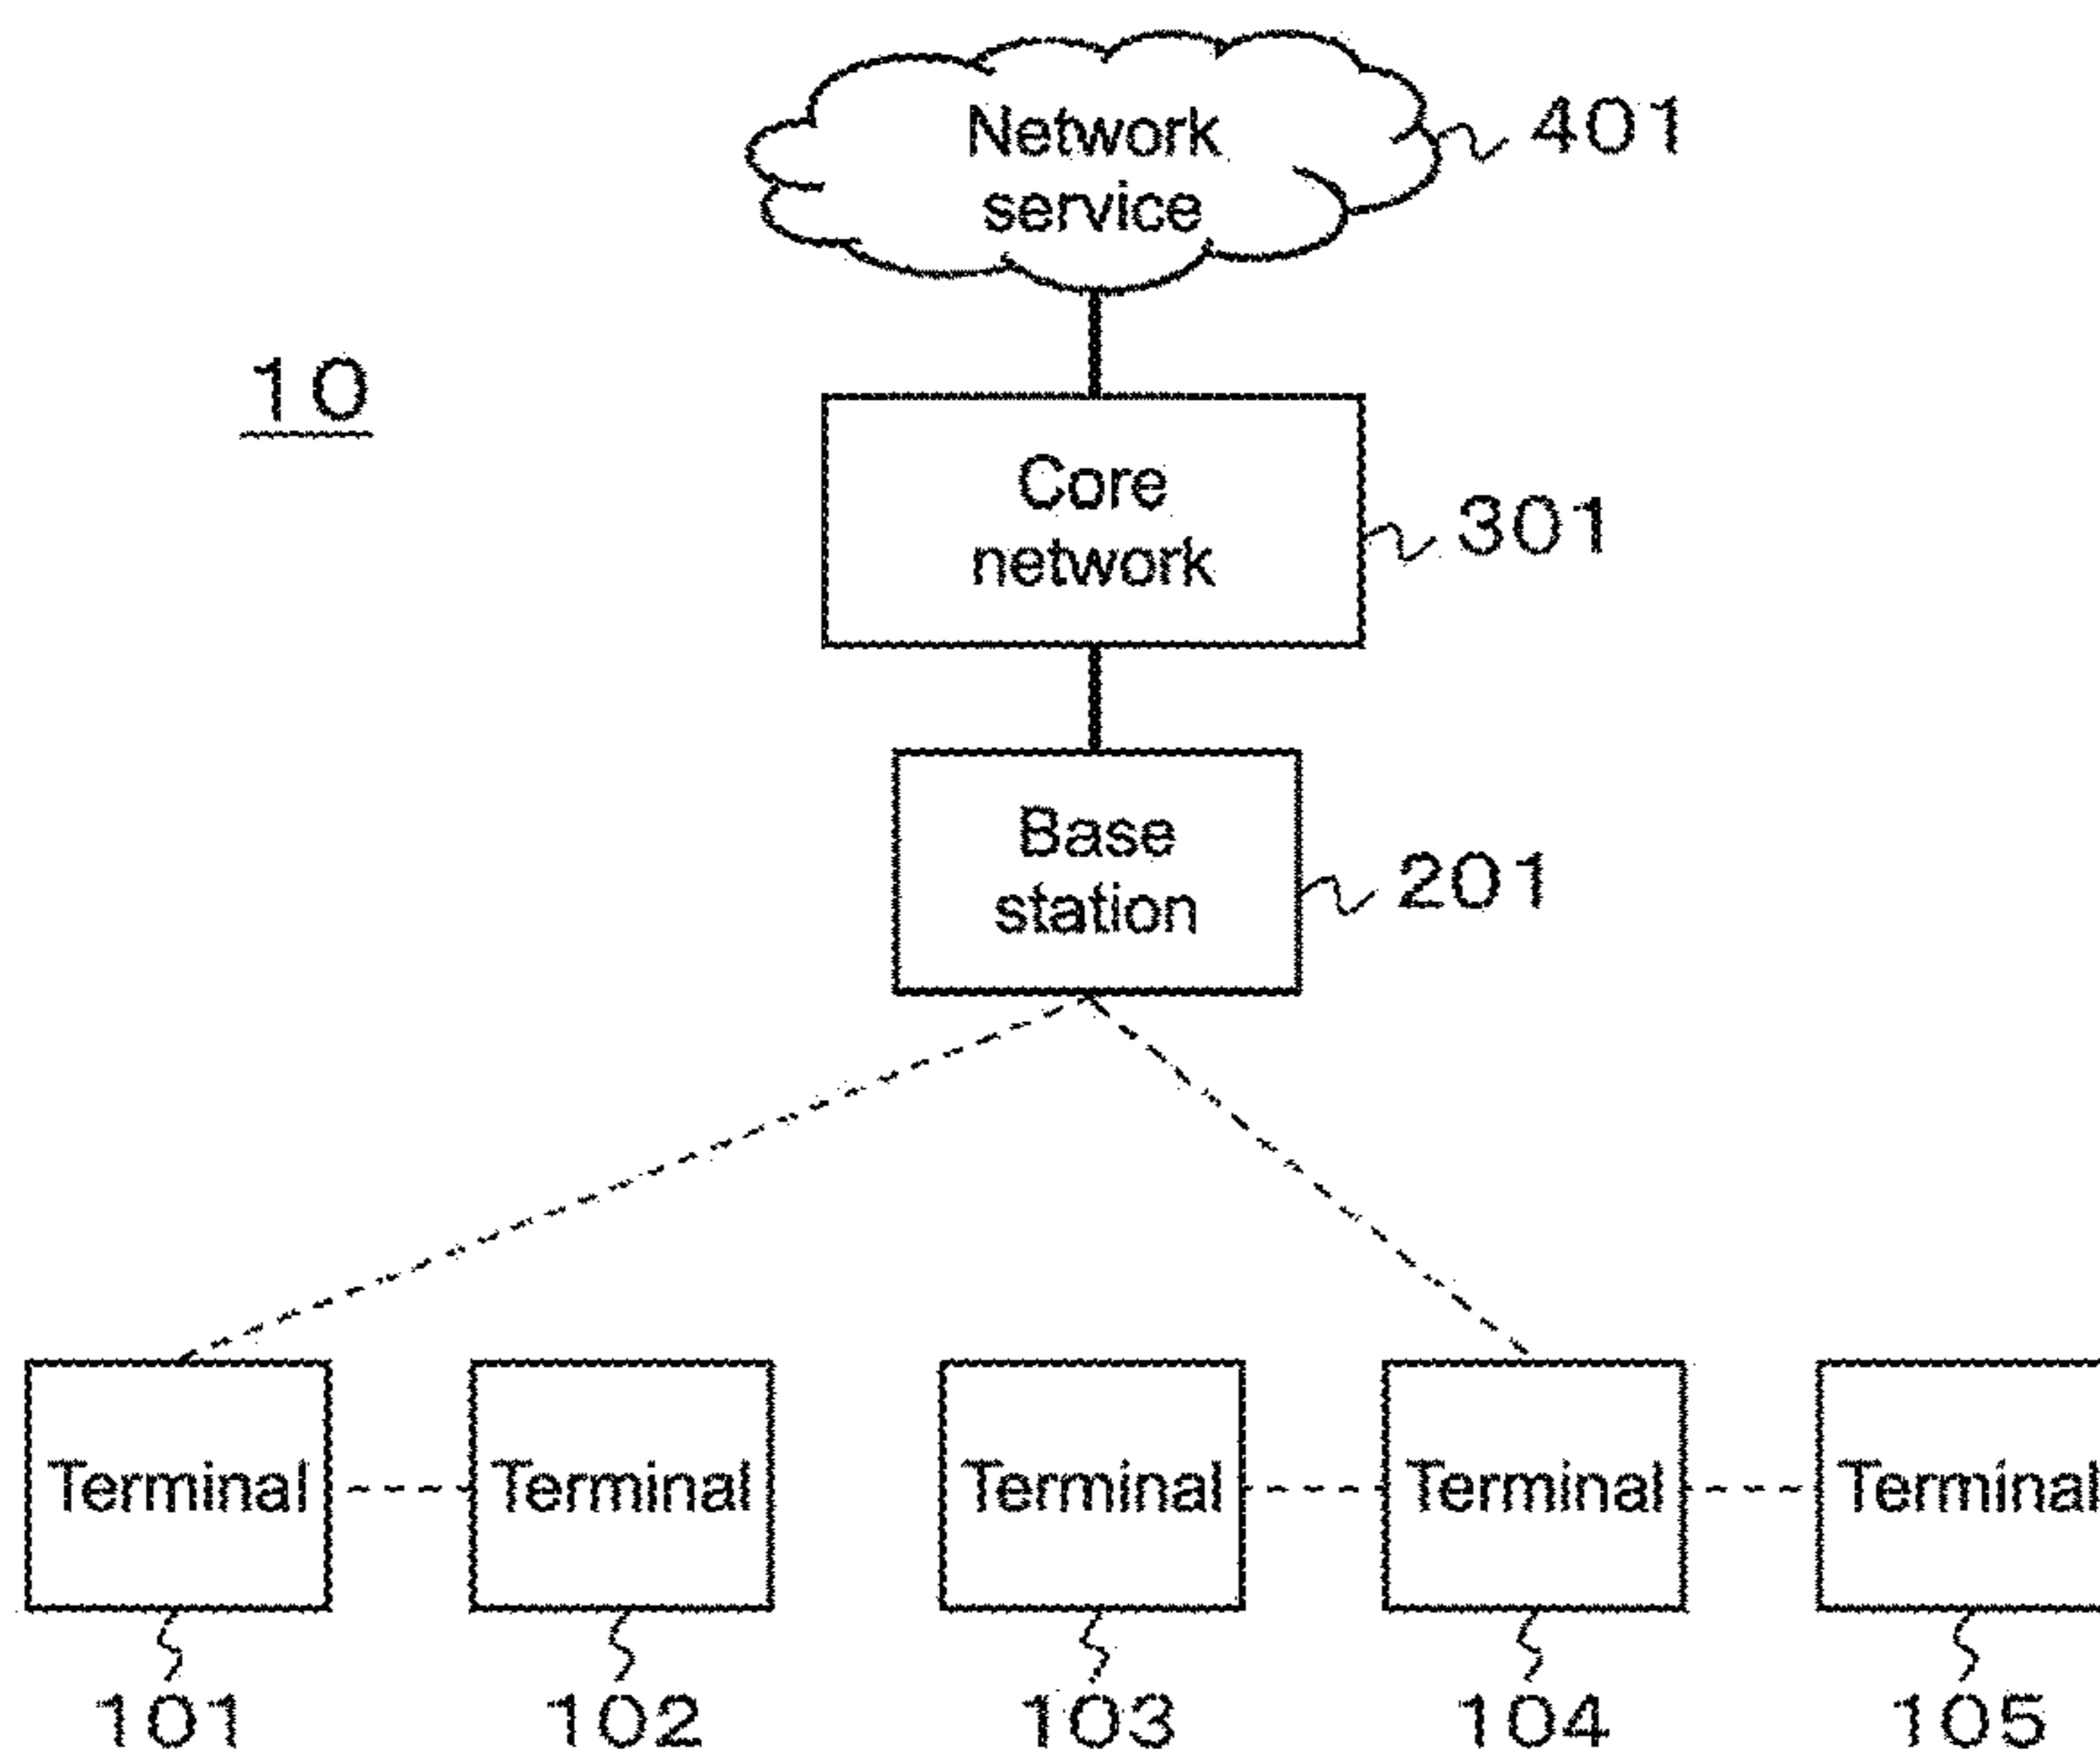 Network
service
401
10
Core
network
301
Base
station
201
Terminal
Terminal
Terminal
Terminal
Terminal
101
102
103
104
105